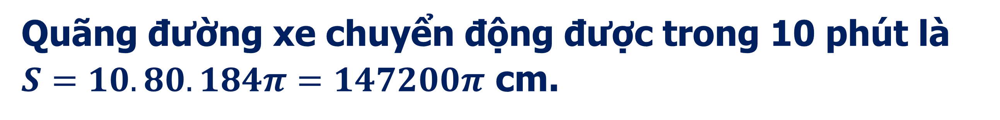 Quãng đường xe chuyển động được trong 10 phút là
S = 10. 80. 184π = 147200π cm.